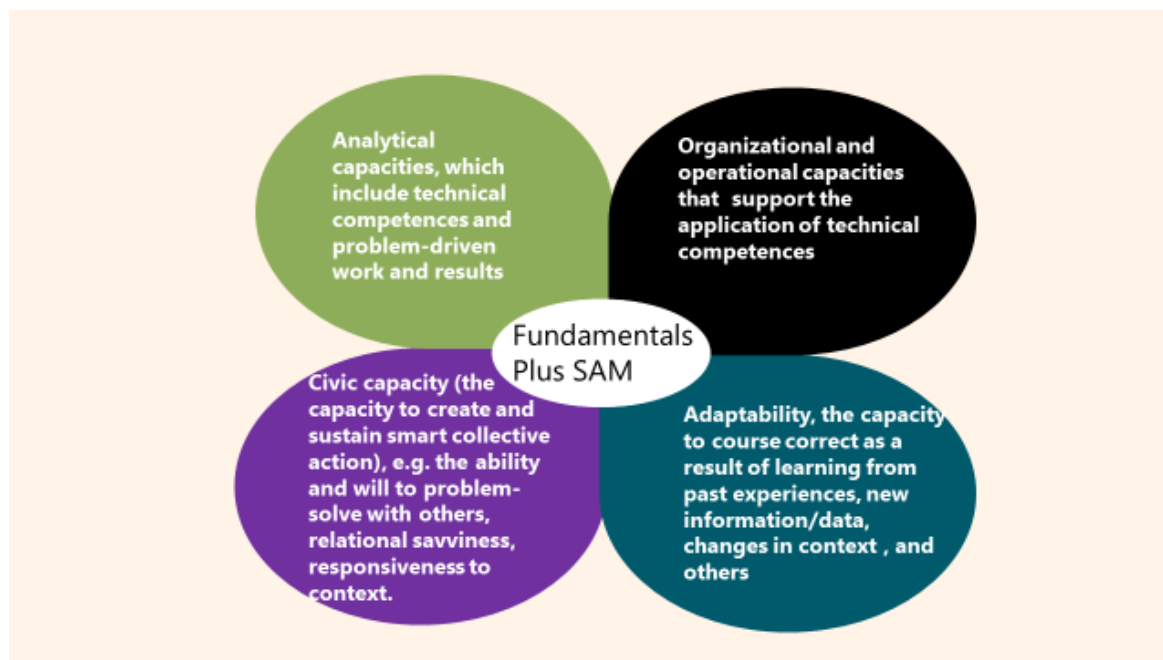 Analytical
capacities, which
include technical
competences and
problem-driven
work and results
Organizational and
operational capacities
that support the
application of technical
competences
Fundamentals
Plus SAM
Civic capacity (the
capacity to create and
sustain smart collective
action), e.g. the ability
and will to problem-
solve with others,
relational savviness,
responsiveness to
context.
Adaptability, the capacity
to course correct as a
result of learning from
past experiences, new
information/data,
changes in context , and
others